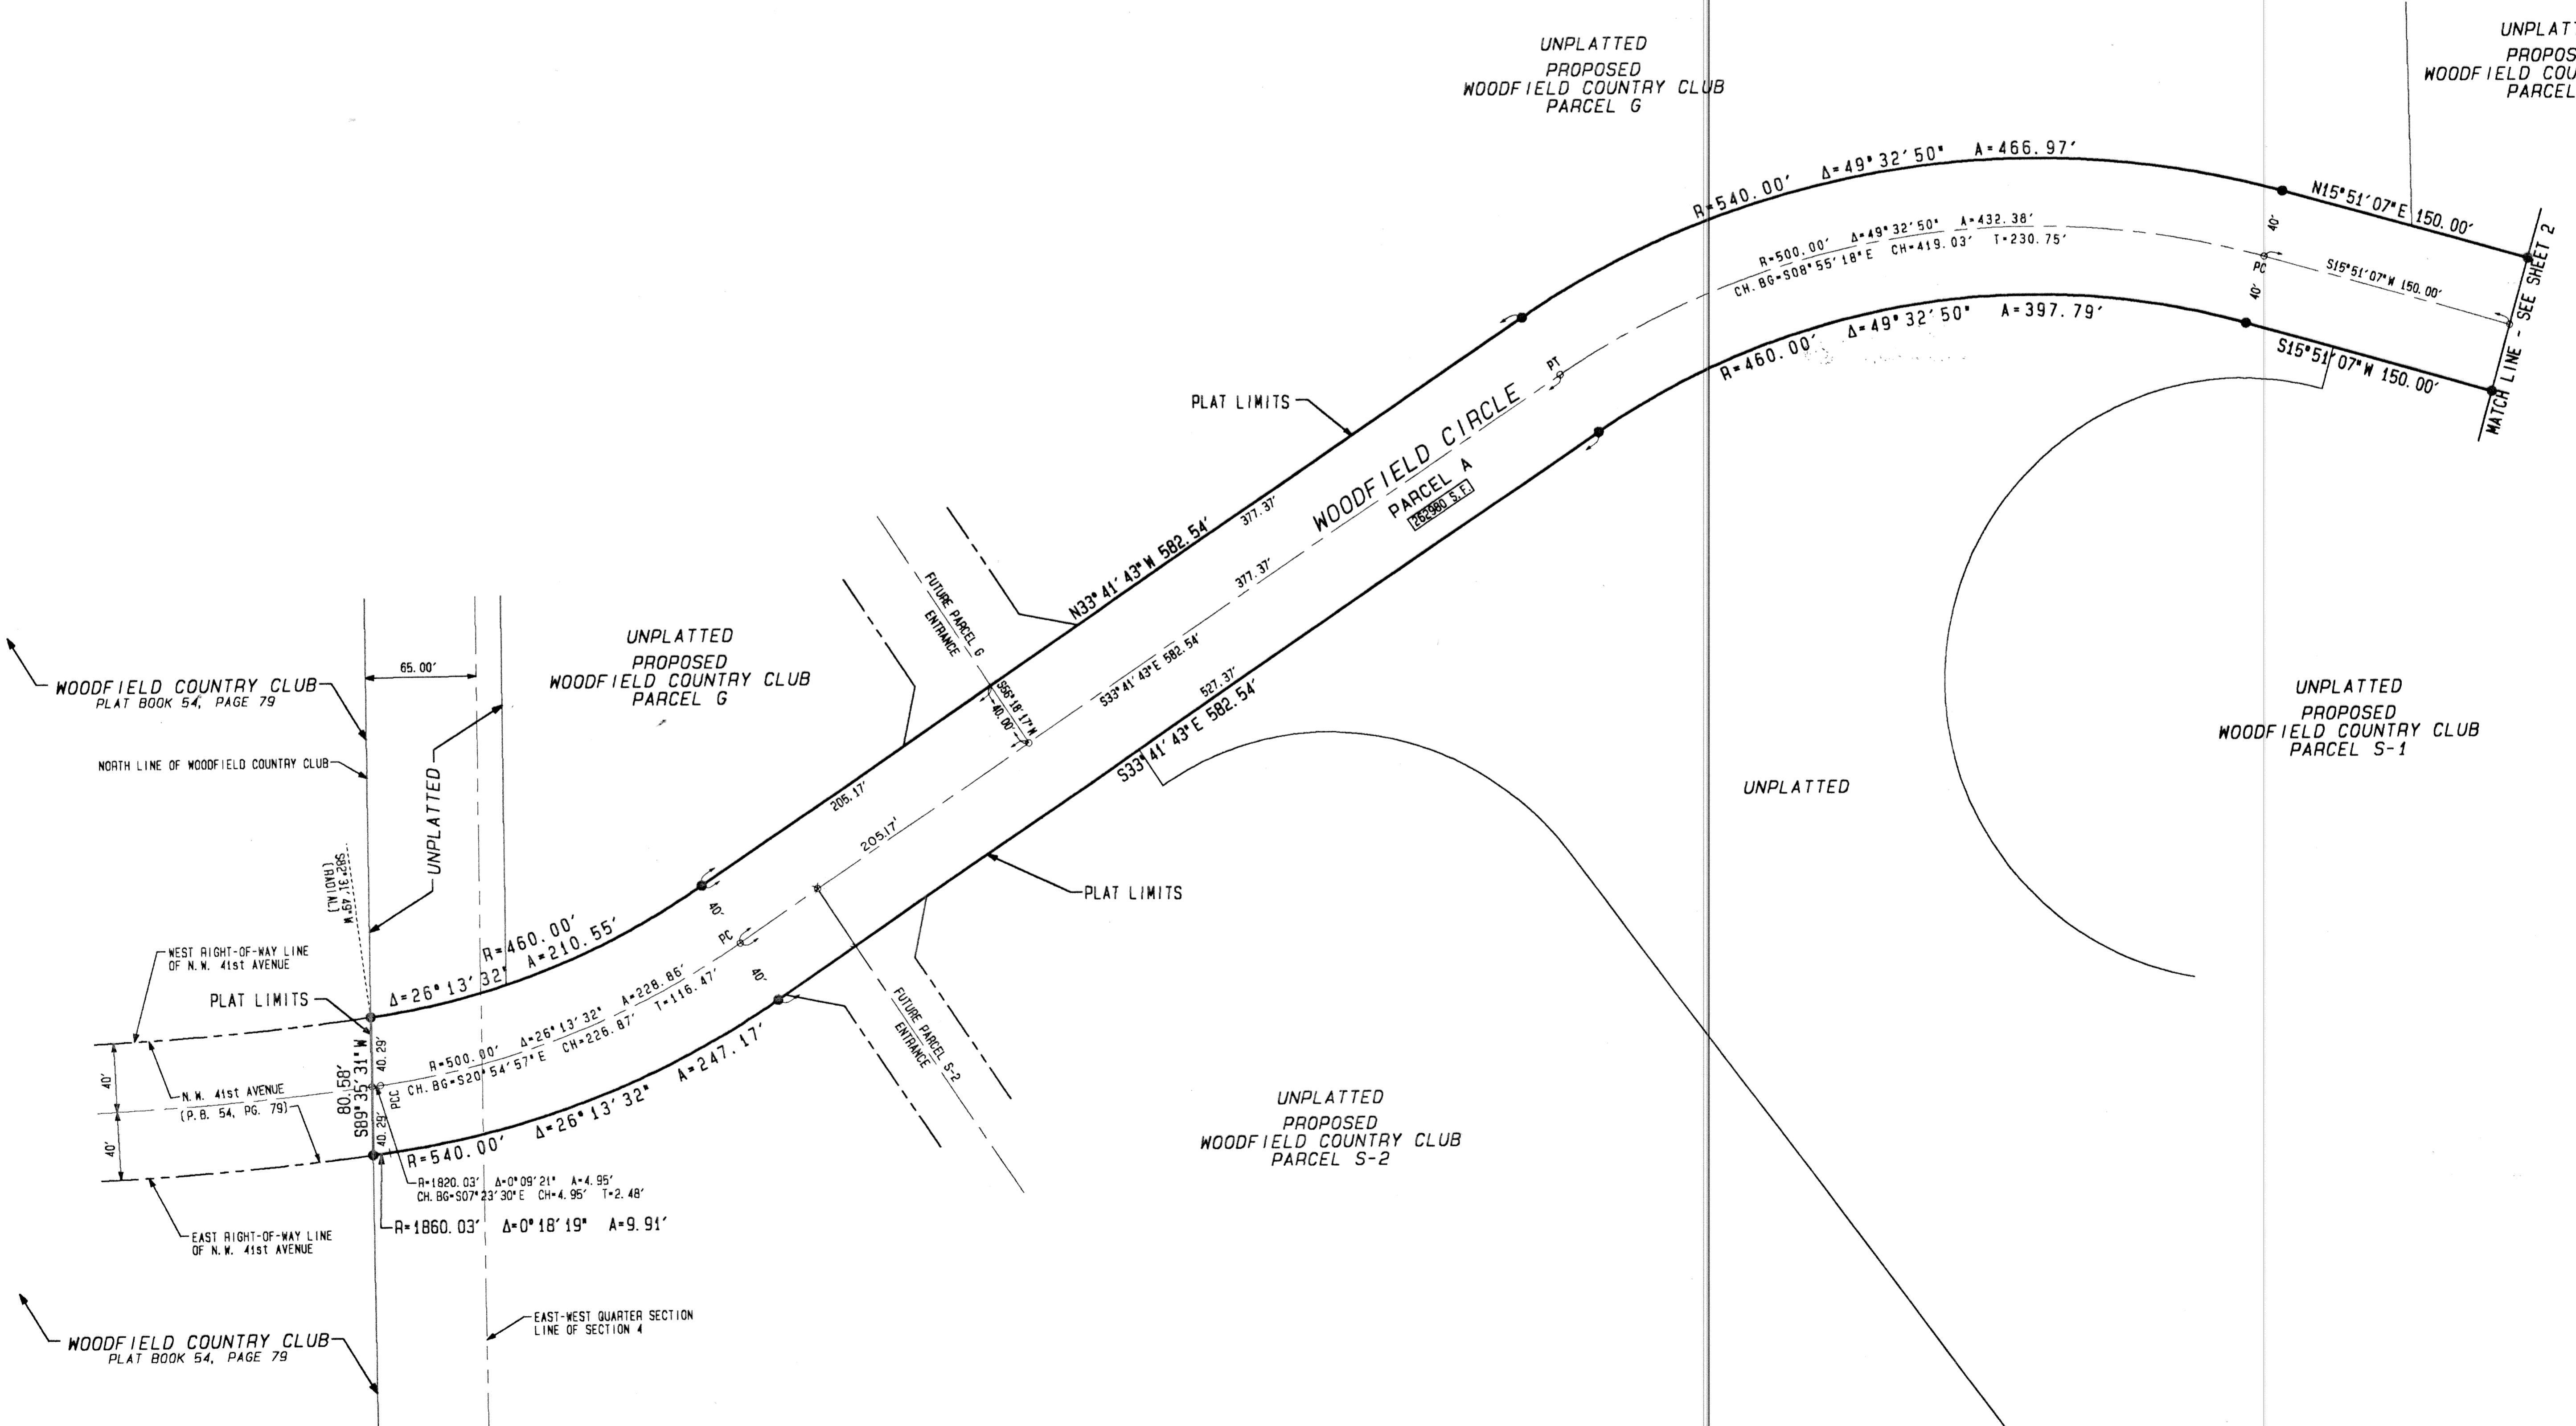 UNPLATTED
PROPOSED
WOODFIELD COUNTRY CLUB
PARCEL G
UNPLAT
PROPOS
WOODFIELD COU
PARCEL
R=540.00' Δ=49°32'50" A=466.97'
N15°51'07"E 150.00'
R=500.00' Δ=49°32'50" A=432.38'
CH.BG=S08°55'18"E CH=419.03' T=230.75'
40'
PC
40'
S15°51'07"W 150.00'
R=460.00' Δ=49°32'50" A=397.79'
S15°51'07"W 150.00'
MATCH LINE - SEE SHEET 2
PLAT LIMITS
PT
WOODFIELD CIRCLE
PARCEL A
262980 S.F.
N33°41'43"W 582.54'
377.37'
377.37'
S33°41'43"E 582.54'
527.37'
S33°41'43"E 582.54'
FUTURE PARCEL G
ENTRANCE
S56°18'17"W
40.00'
205.17'
205.17'
UNPLATTED
PROPOSED
WOODFIELD COUNTRY CLUB
PARCEL G
65.00'
WOODFIELD COUNTRY CLUB
PLAT BOOK 54, PAGE 79
NORTH LINE OF WOODFIELD COUNTRY CLUB
UNPLATTED
S82°31'49"W
(RADIAL)
UNPLATTED
PROPOSED
WOODFIELD COUNTRY CLUB
PARCEL S-1
UNPLATTED
PLAT LIMITS
WEST RIGHT-OF-WAY LINE
OF N.W. 41st AVENUE
PLAT LIMITS
R=460.00'
Δ=26°13'32" A=210.55'
40'
PC
40'
R=500.00' Δ=26°13'32" A=228.86'
CH.BG=S20°54'57"E CH=226.87' T=116.47'
R=540.00' Δ=26°13'32" A=247.17'
FUTURE PARCEL S-2
ENTRANCE
40'
40'
N.W. 41st AVENUE
(P.B. 54, PG. 79)
80.58'
S89°35'31"W
40.29'
40.29'
PCC
R=1820.03' Δ=0°09'21" A=4.95'
CH.BG=S07°23'30"E CH=4.95' T=2.48'
R=1860.03' Δ=0°18'19" A=9.91'
EAST RIGHT-OF-WAY LINE
OF N.W. 41st AVENUE
UNPLATTED
PROPOSED
WOODFIELD COUNTRY CLUB
PARCEL S-2
EAST-WEST QUARTER SECTION
LINE OF SECTION 4
WOODFIELD COUNTRY CLUB
PLAT BOOK 54, PAGE 79